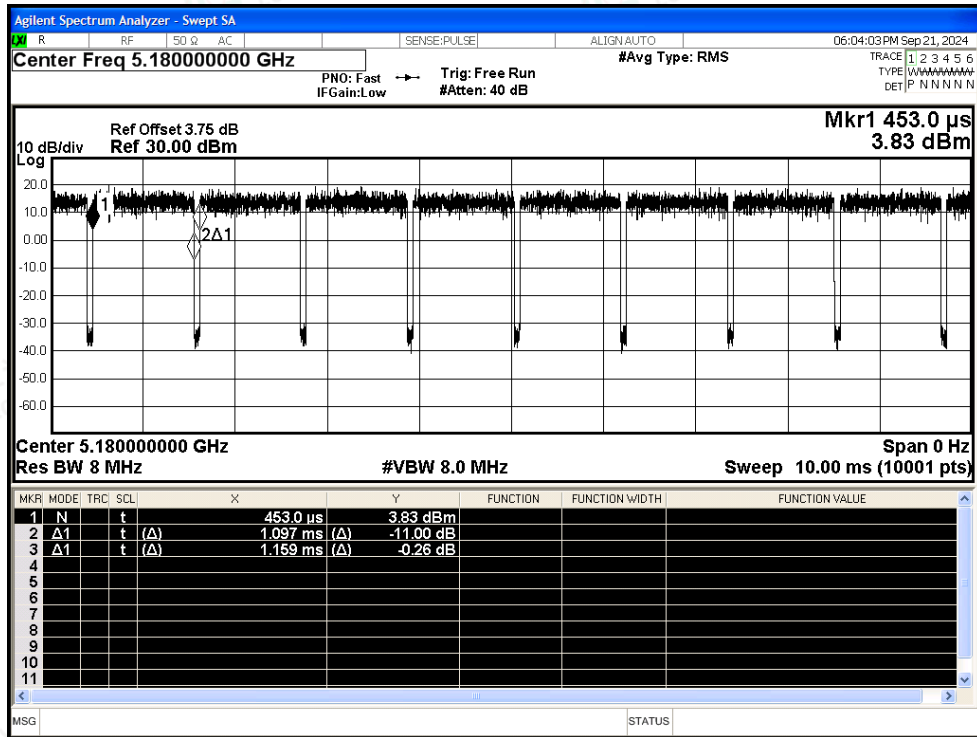 Agilent Spectrum Analyzer - Swept SA
LXI R RF 50 Ω AC SENSE:PULSE ALIGN AUTO 06:04:03 PM Sep 21, 2024
Center Freq 5.180000000 GHz #Avg Type: RMS TRACE 1 2 3 4 5 6
PNO: Fast Trig: Free Run TYPE WWWWWW
IFGain:Low #Atten: 40 dB DET P N N N N N
Mkr1 453.0 µs
Ref Offset 3.75 dB
10 dB/div Ref 30.00 dBm 3.83 dBm
Log
20.0
1
10.0
0.00
2Δ1
-10.0
-20.0
-30.0
-40.0
-50.0
-60.0
Center 5.180000000 GHz Span 0 Hz
Res BW 8 MHz #VBW 8.0 MHz Sweep 10.00 ms (10001 pts)
MKR MODE TRC SCL X Y FUNCTION FUNCTION WIDTH FUNCTION VALUE
1 N t 453.0 µs 3.83 dBm
2 Δ1 t (Δ) 1.097 ms (Δ) -11.00 dB
3 Δ1 t (Δ) 1.159 ms (Δ) -0.26 dB
4
5
6
7
8
9
10
11
MSG STATUS